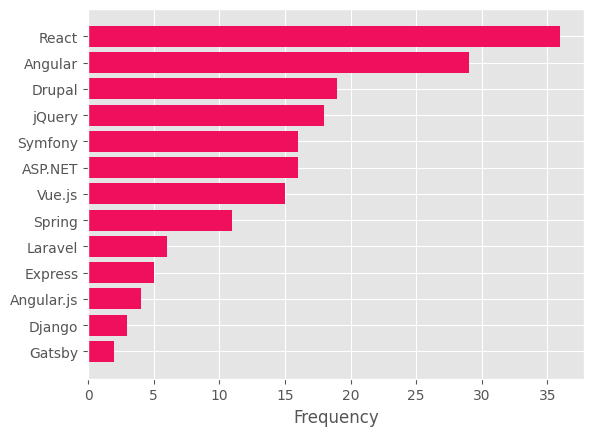 React
Angular
Drupal
jQuery
Symfony
ASP.NET
Vue.js
Spring
Laravel
Express
Angular.js
Django
Gatsby
0 5 10 15 20 25 30 35
Frequency